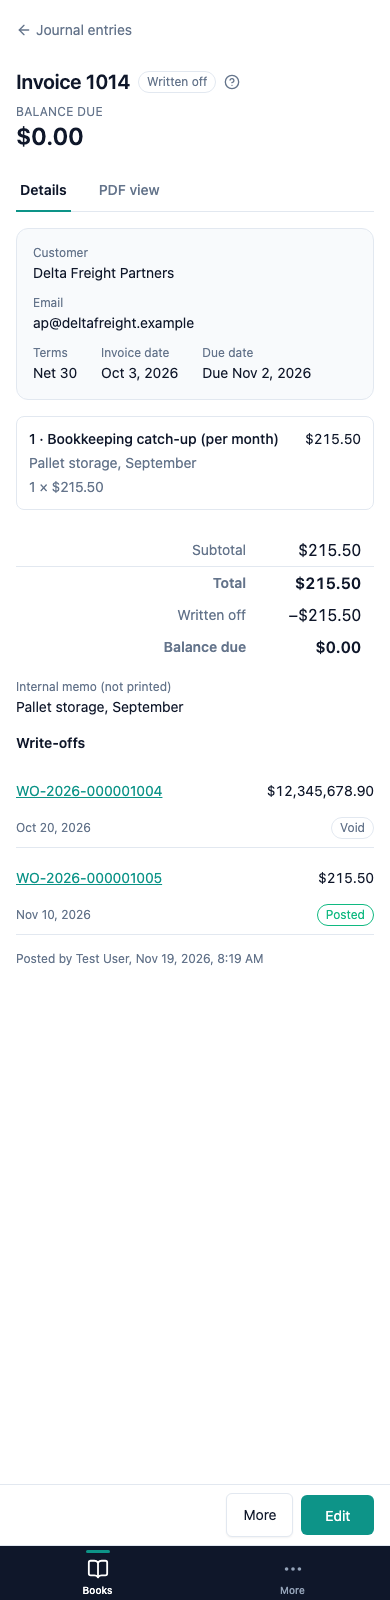 Journal entries
Invoice 1014 Written off
BALANCE DUE
$0.00
Details PDF view
Customer
Delta Freight Partners
Email
ap@deltafreight.example
Terms Invoice date Due date
Net 30 Oct 3, 2026 Due Nov 2, 2026
1 · Bookkeeping catch-up (per month) $215.50
Pallet storage, September
1 × $215.50
Subtotal $215.50
Total $215.50
Written off –$215.50
Balance due $0.00
Internal memo (not printed)
Pallet storage, September
Write-offs
WO-2026-000001004 $12,345,678.90
Oct 20, 2026 Void
WO-2026-000001005 $215.50
Nov 10, 2026 Posted
Posted by Test User, Nov 19, 2026, 8:19 AM
More Edit
Books More